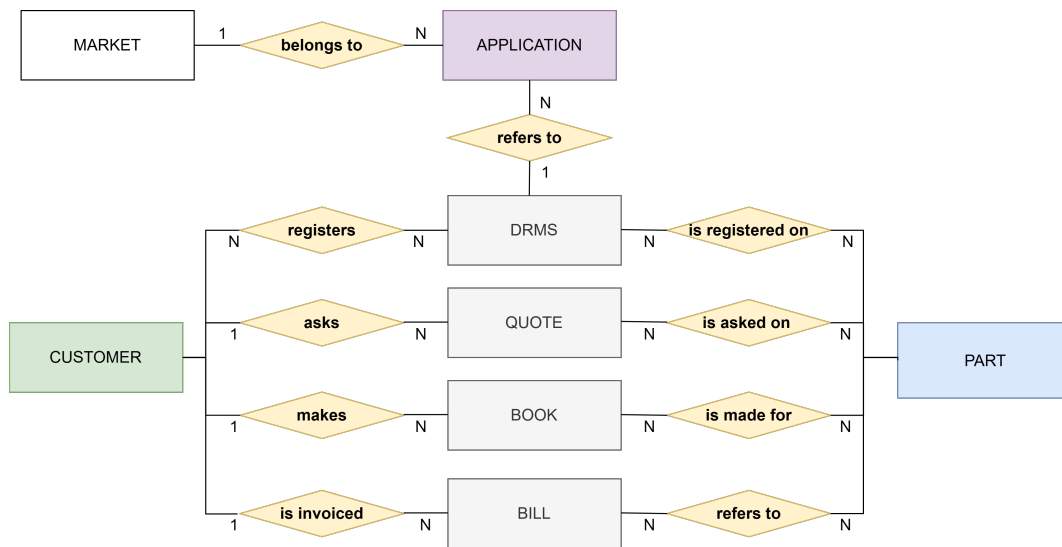 MARKET
1
belongs to
N
APPLICATION
N
refers to
1
CUSTOMER
N
registers
N
DRMS
N
is registered on
N
1
asks
N
QUOTE
N
is asked on
N
PART
1
makes
N
BOOK
N
is made for
N
1
is invoiced
N
BILL
N
refers to
N